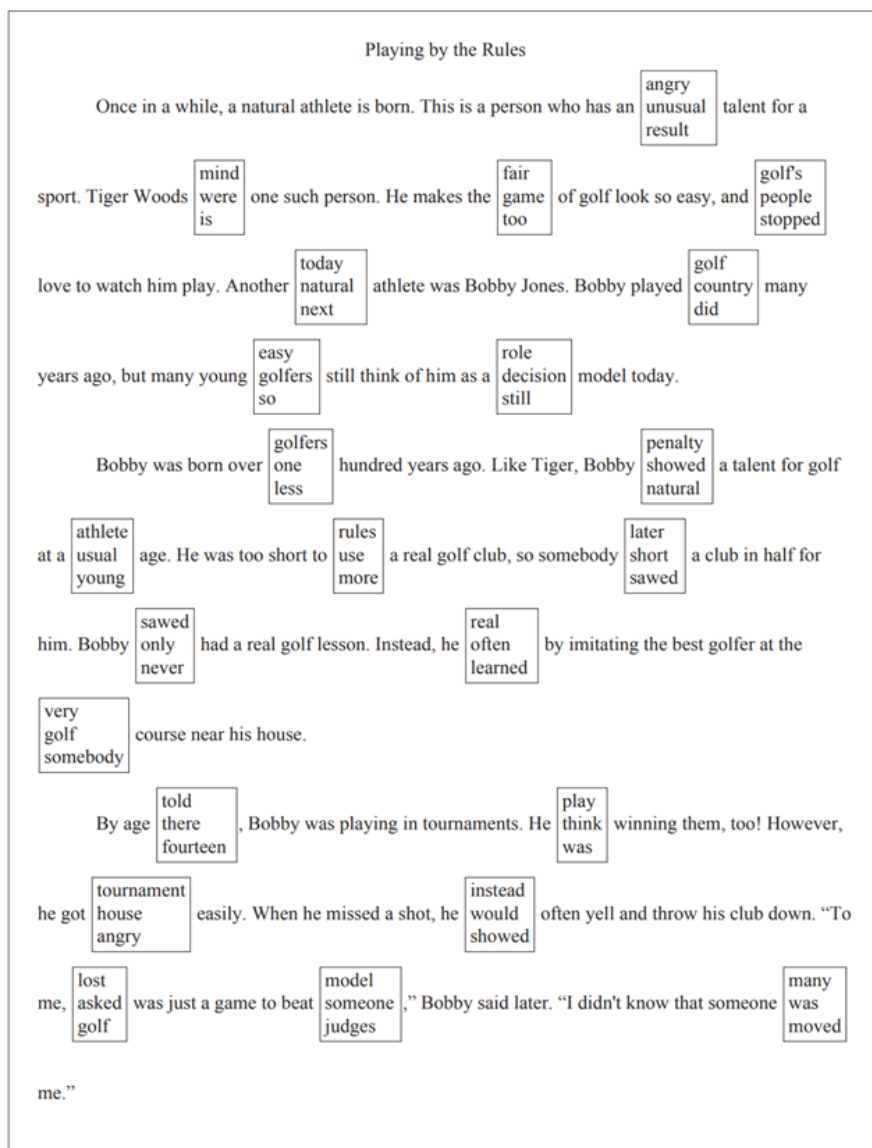 Playing by the Rules
Once in a while, a natural athlete is born. This is a person who has an angry unusual result talent for a
sport. Tiger Woods mind were is one such person. He makes the fair game too of golf look so easy, and golf's people stopped
love to watch him play. Another today natural next athlete was Bobby Jones. Bobby played golf country did many
years ago, but many young easy golfers so still think of him as a role decision still model today.
Bobby was born over golfers one less hundred years ago. Like Tiger, Bobby penalty showed natural a talent for golf
at a athlete usual young age. He was too short to rules use more a real golf club, so somebody later short sawed a club in half for
him. Bobby sawed only never had a real golf lesson. Instead, he real often learned by imitating the best golfer at the
very golf somebody course near his house.
By age told there fourteen , Bobby was playing in tournaments. He play think was winning them, too! However,
he got tournament house angry easily. When he missed a shot, he instead would showed often yell and throw his club down. “To
me, lost asked golf was just a game to beat model someone judges ,” Bobby said later. “I didn't know that someone many was moved
me.”